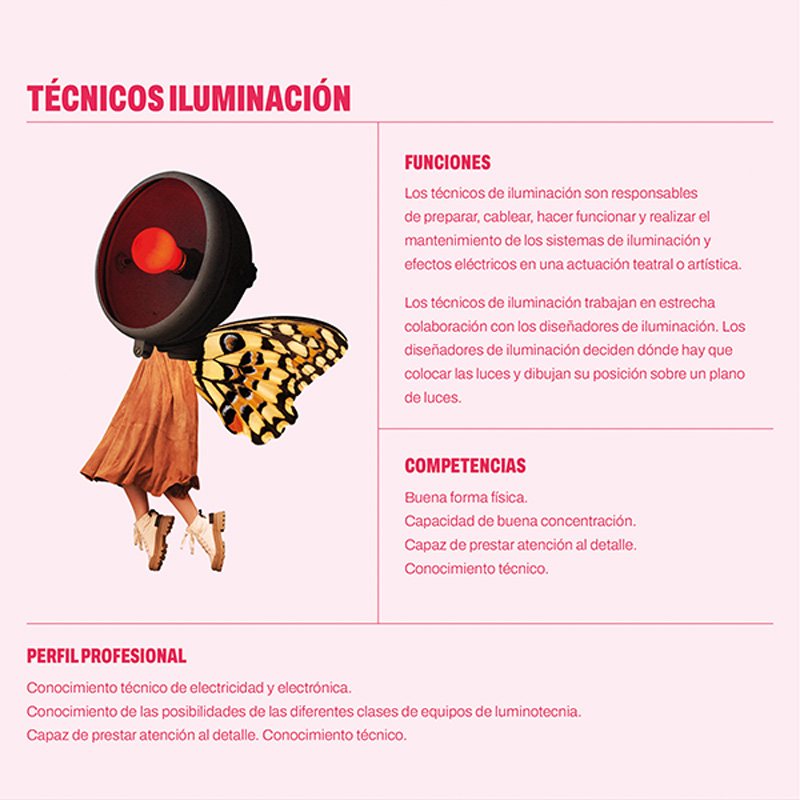 TÉCNICOS ILUMINACIÓN
FUNCIONES
Los técnicos de iluminación son responsables
de preparar, cablear, hacer funcionar y realizar el
mantenimiento de los sistemas de iluminación y
efectos eléctricos en una actuación teatral o artística.
Los técnicos de iluminación trabajan en estrecha
colaboración con los diseñadores de iluminación. Los
diseñadores de iluminación deciden dónde hay que
colocar las luces y dibujan su posición sobre un plano
de luces.
COMPETENCIAS
Buena forma física.
Capacidad de buena concentración.
Capaz de prestar atención al detalle.
Conocimiento técnico.
PERFIL PROFESIONAL
Conocimiento técnico de electricidad y electrónica.
Conocimiento de las posibilidades de las diferentes clases de equipos de luminotecnia.
Capaz de prestar atención al detalle. Conocimiento técnico.